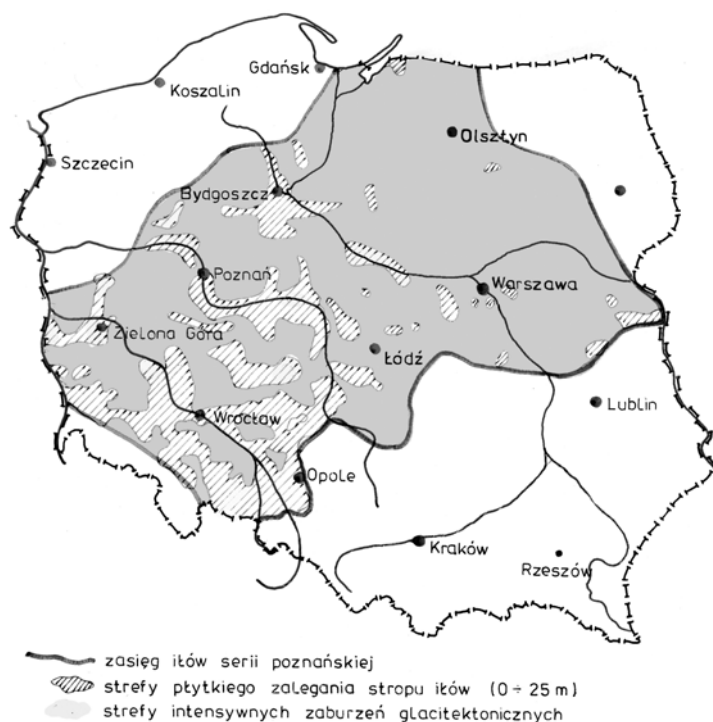 Gdańsk
Koszalin
Olsztyn
Szczecin
Bydgoszcz
Poznań
Warszawa
Zielona Góra
Łódź
Lublin
Wrocław
Opole
Kraków
Rzeszów
zasięg iłów serii poznańskiej
strefy płytkiego zalegania stropu iłów (0 ÷ 25 m)
strefy intensywnych zaburzeń glacitektonicznych